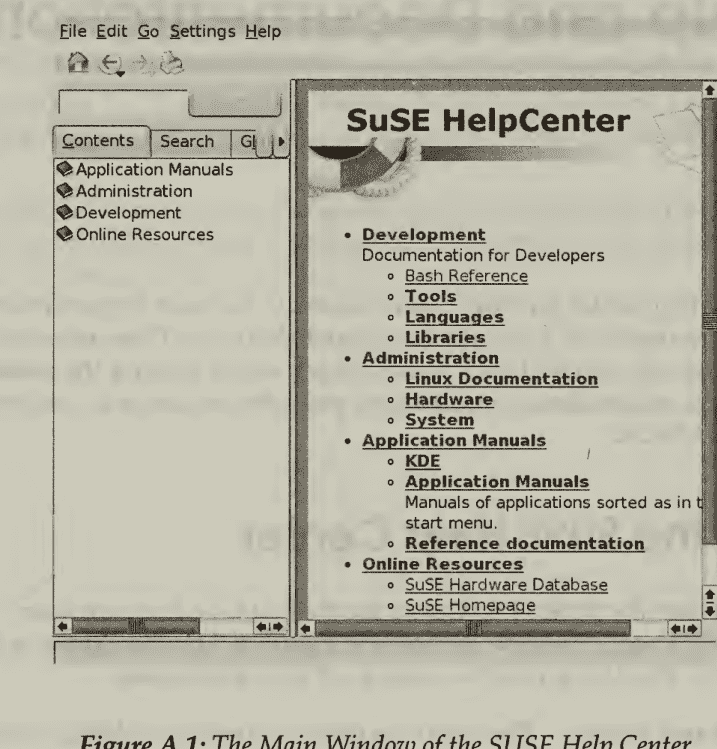 File Edit Go Settings Help
Contents Search
Application Manuals
Administration
Development
Online Resources
SuSE HelpCenter
• Development
Documentation for Developers
◦ Bash Reference
◦ Tools
◦ Languages
◦ Libraries
• Administration
◦ Linux Documentation
◦ Hardware
◦ System
• Application Manuals
◦ KDE
◦ Application Manuals
Manuals of applications sorted as in t
start menu.
◦ Reference documentation
• Online Resources
◦ SuSE Hardware Database
◦ SuSE Homepage
Figure A.1: The Main Window of the SUSE Help Center